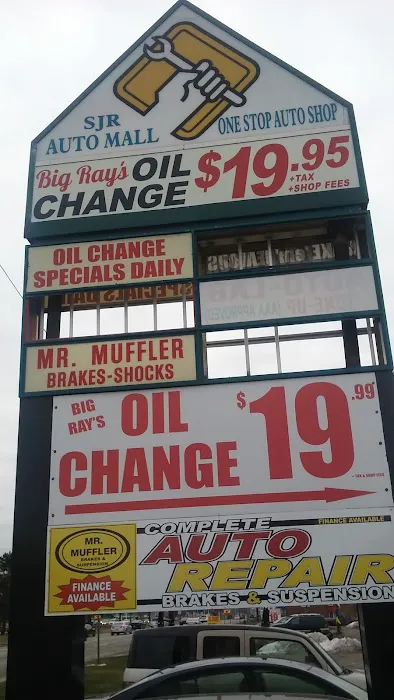 SJR
AUTO MALL
ONE STOP AUTO SHOP
Big Ray's OIL
CHANGE
$19.95
+TAX
+SHOP FEES
OIL CHANGE
SPECIALS DAILY
MR. MUFFLER
BRAKES-SHOCKS
BIG
RAY'S
OIL
CHANGE
$19.99
COMPLETE
FINANCE AVAILABLE
AUTO
REPAIR
BRAKES & SUSPENSION
MR.
MUFFLER
BRAKES &
SUSPENSION
FINANCE
AVAILABLE